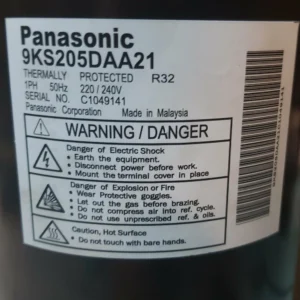 Panasonic
9KS205DAA21
THERMALLY PROTECTED R32
1PH 50Hz 220 / 240V
SERIAL NO. C1049141
Panasonic Corporation Made in Malaysia
WARNING / DANGER
Danger of Electric Shock
• Earth the equipment.
• Disconnect power before work.
• Mount the terminal cover in place
Danger of Explosion or Fire
• Wear Protective goggles.
• Let out the gas before brazing.
• Do not compress air into ref. cycle.
• Do not use unprescribed ref. & oils.
Caution, Hot Surface
• Do not touch with bare hands.